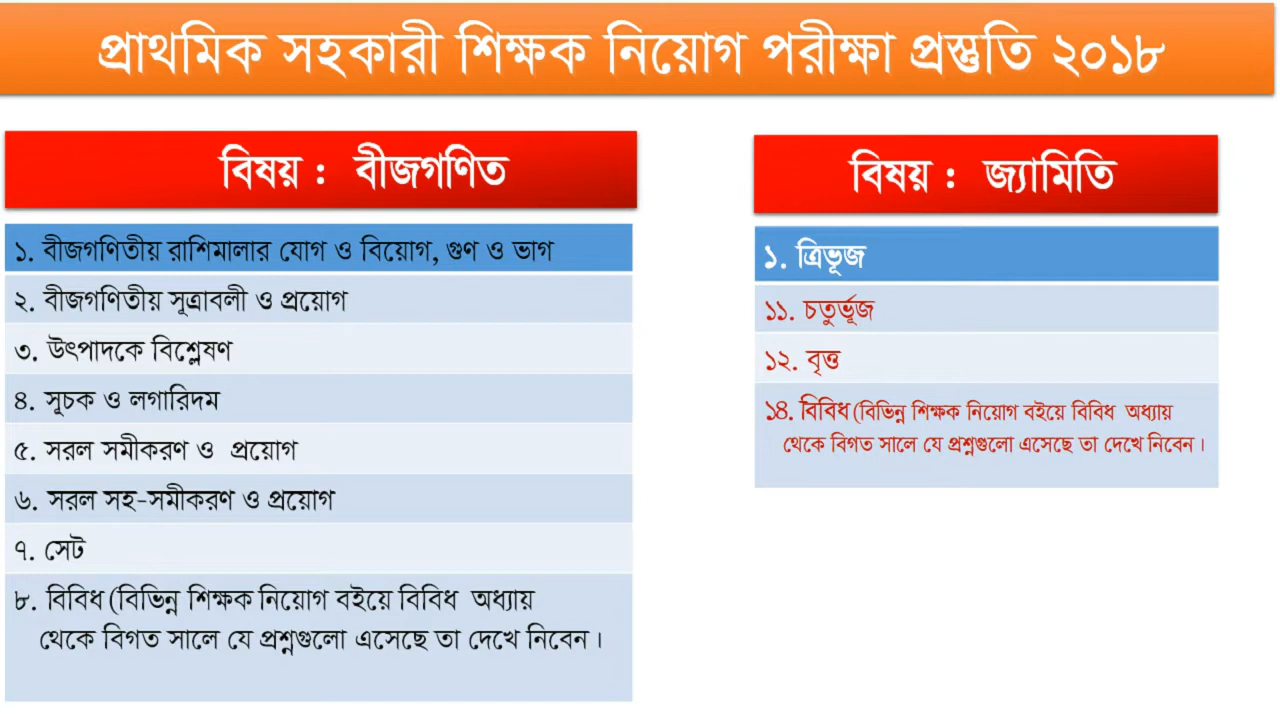 প্রাথমিক সহকারী শিক্ষক নিয়োগ পরীক্ষা প্রস্তুতি ২০১৮
বিষয় : বীজগণিত
১. বীজগণিতীয় রাশিমালার যোগ ও বিয়োগ, গুণ ও ভাগ
২. বীজগণিতীয় সূত্রাবলী ও প্রয়োগ
৩. উৎপাদকে বিশ্লেষণ
৪. সূচক ও লগারিদম
৫. সরল সমীকরণ ও প্রয়োগ
৬. সরল সহ-সমীকরণ ও প্রয়োগ
৭. সেট
৮. বিবিধ (বিভিন্ন শিক্ষক নিয়োগ বইয়ে বিবিধ অধ্যায়
থেকে বিগত সালে যে প্রশ্নগুলো এসেছে তা দেখে নিবেন।
বিষয় : জ্যামিতি
১. ত্রিভূজ
১১. চতুর্ভূজ
১২. বৃত্ত
১৪. বিবিধ (বিভিন্ন শিক্ষক নিয়োগ বইয়ে বিবিধ অধ্যায়
থেকে বিগত সালে যে প্রশ্নগুলো এসেছে তা দেখে নিবেন।